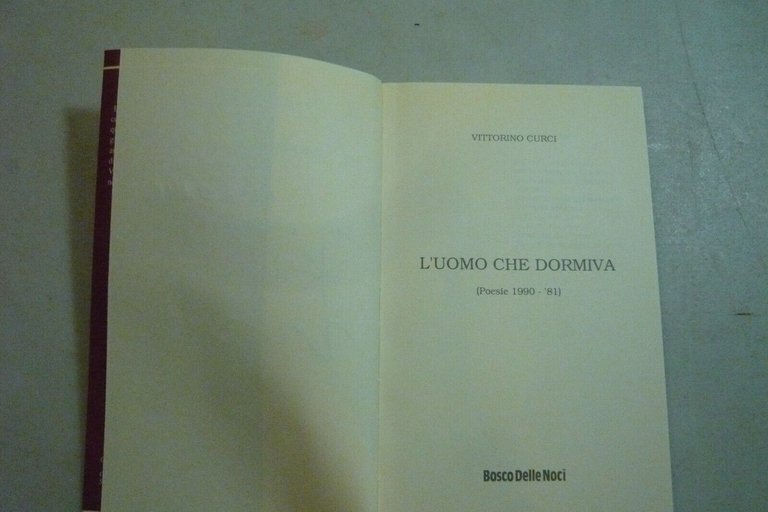 VITTORINO CURCI
L'UOMO CHE DORMIVA
(Poesie 1990 - '81)
Bosco Delle Noci